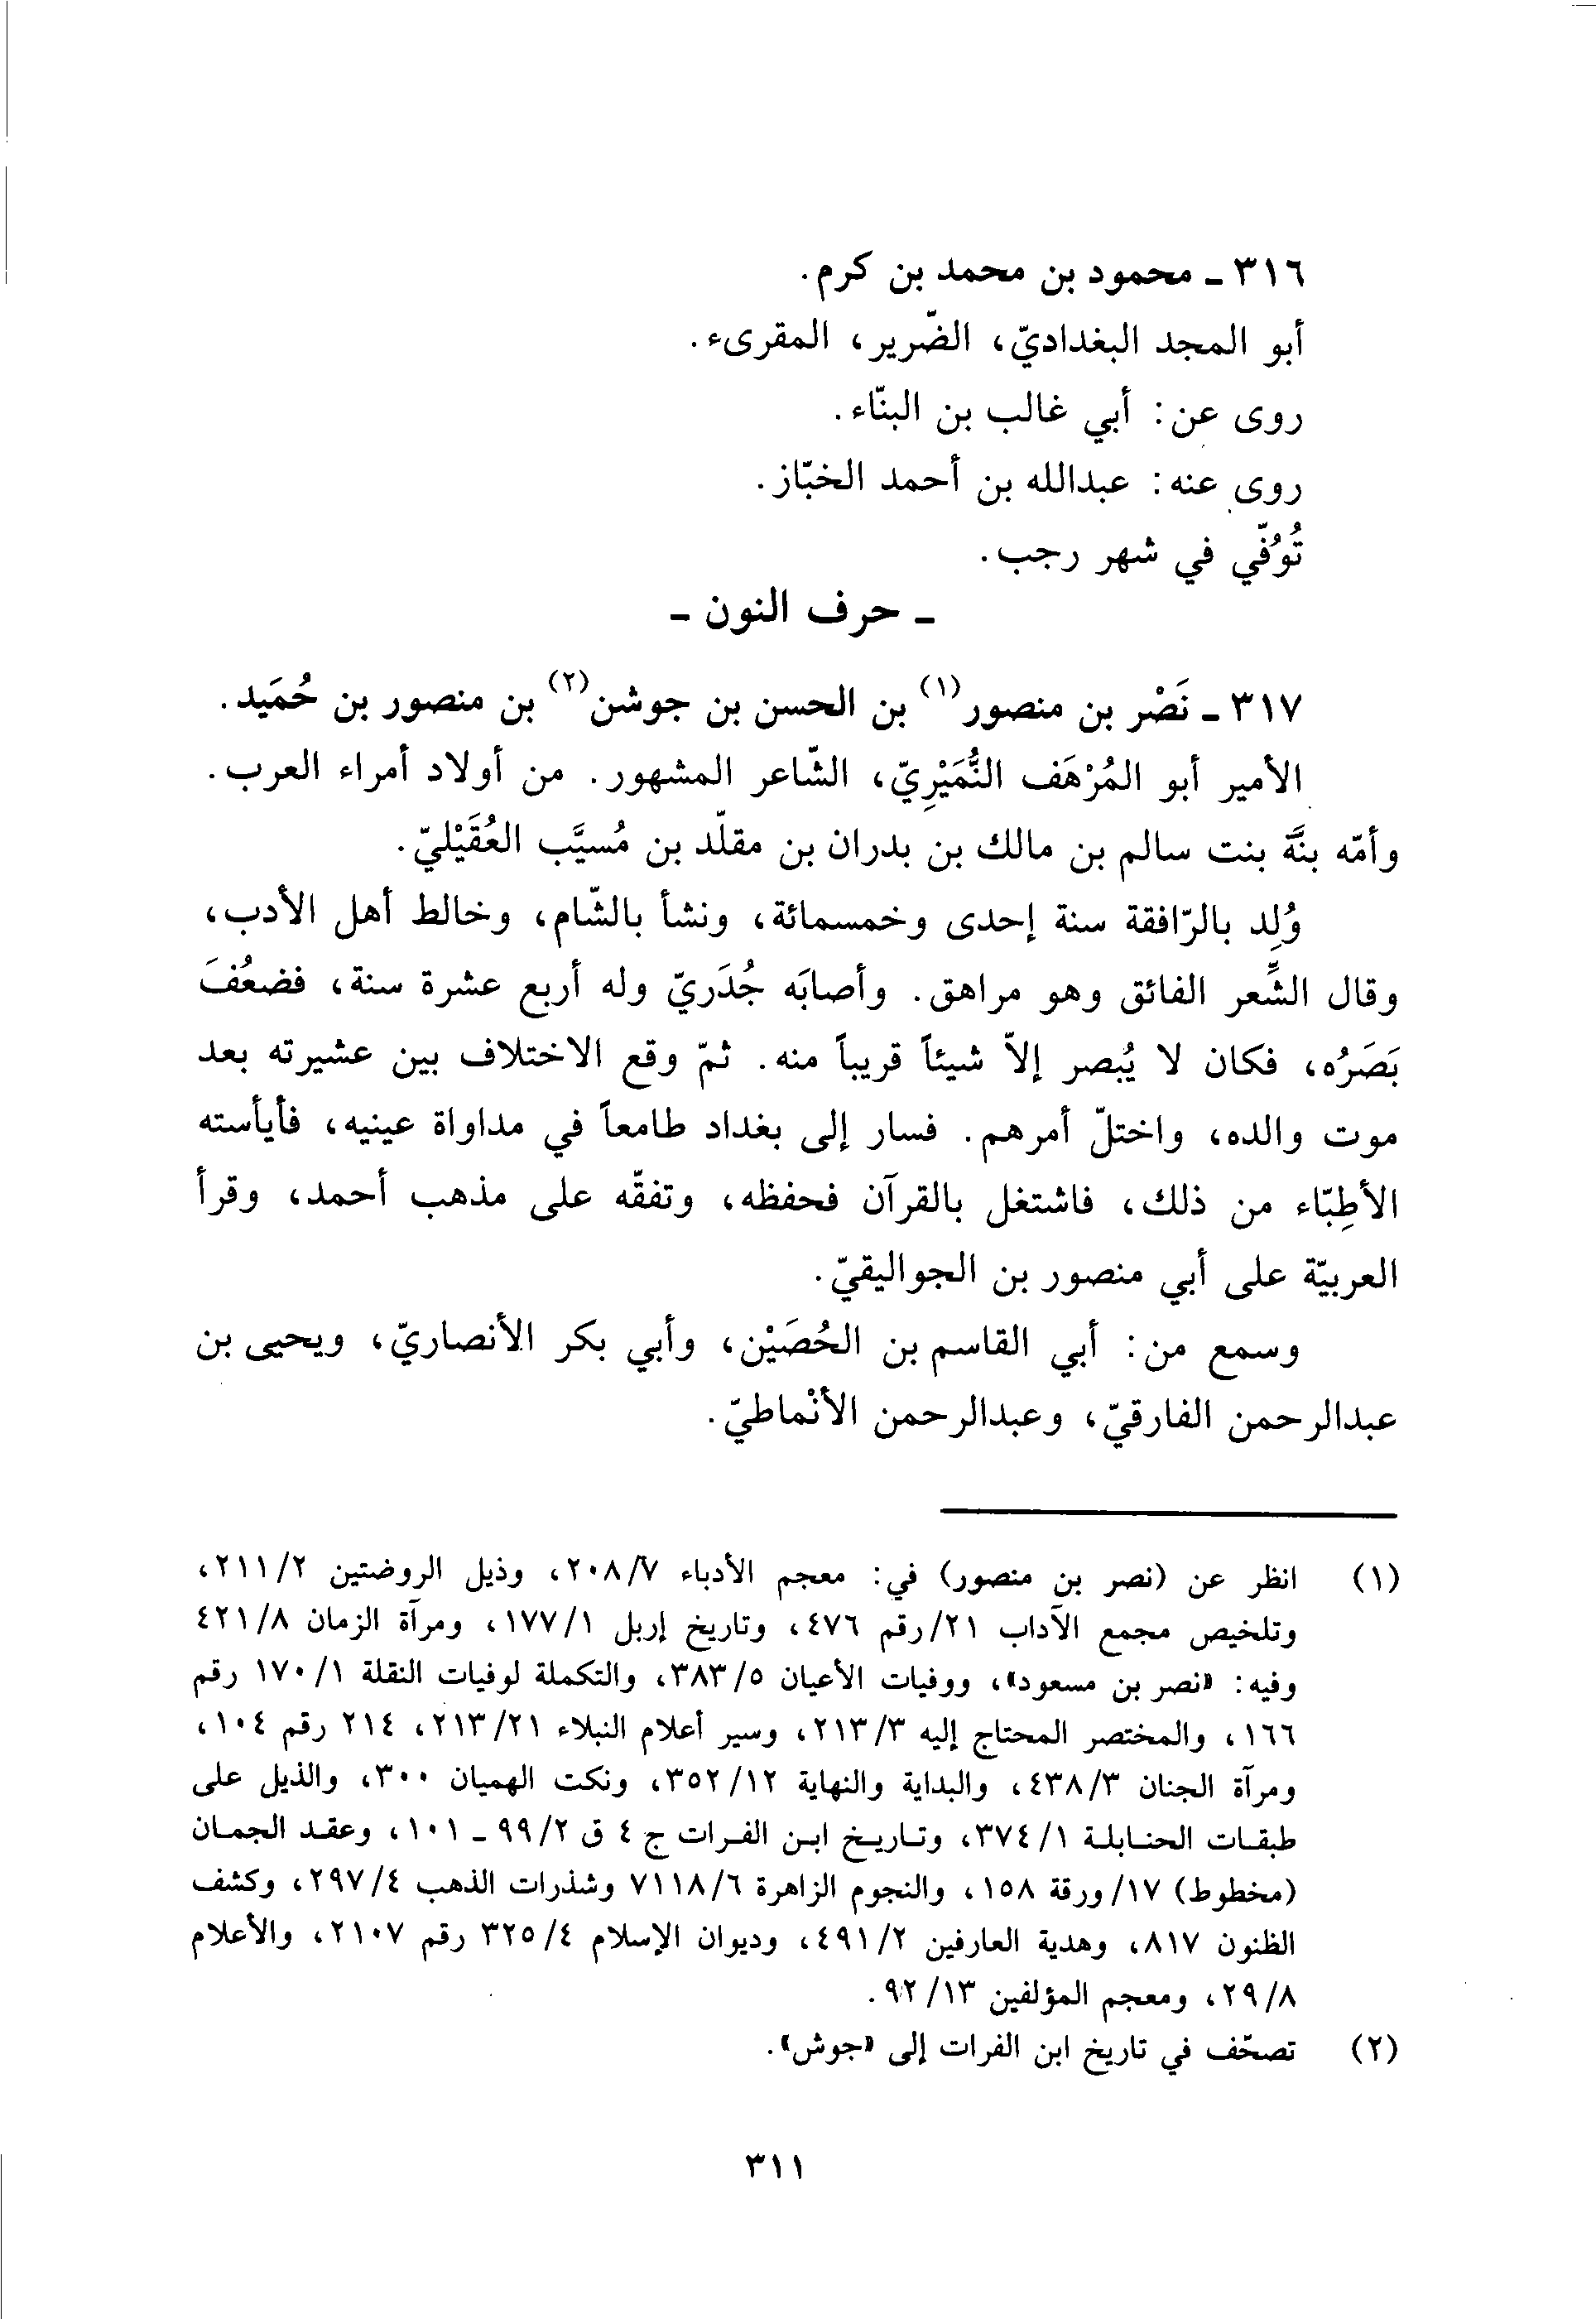 ٣١٦ ـ محمود بن محمد بن كرم.
أبو المجد البغداديّ، الضّرير، المقرىء.
روى عن: أبي غالب بن البنّاء.
روى عنه: عبدالله بن أحمد الخبّاز.
تُوُفّي في شهر رجب.
ـ حرف النون ـ
٣١٧ ـ نَصْر بن منصور(١) بن الحسن بن جوشن(٢) بن منصور بن حُمَيد.
الأمير أبو المُرْهَف النُّمَيْرِيّ، الشّاعر المشهور. من أولاد أمراء العرب.
وأمّه بنَّة بنت سالم بن مالك بن بدران بن مقلّد بن مُسيَّب العُقَيْليّ.
وُلِد بالرّافقة سنة إحدى وخمسمائة، ونشأ بالشّام، وخالط أهل الأدب،
وقال الشِّعر الفائق وهو مراهق. وأصابَه جُدَريّ وله أربع عشرة سنة، فضعُفَ
بَصَرُه، فكان لا يُبصر إلاّ شيئاً قريباً منه. ثمّ وقع الاختلاف بين عشيرته بعد
موت والده، واختلّ أمرهم. فسار إلى بغداد طامعاً في مداواة عينيه، فأيأسته
الأطِبّاء من ذلك، فاشتغل بالقرآن فحفظه، وتفقّه على مذهب أحمد، وقرأ
العربيّة على أبي منصور بن الجواليقيّ.
وسمع من: أبي القاسم بن الحُصَيْن، وأبي بكر الأنصاريّ، ويحيى بن
عبدالرحمن الفارقيّ، وعبدالرحمن الأنْماطيّ.
(١) انظر عن (نصر بن منصور) في: معجم الأدباء ٢٠٨/٧، وذيل الروضتين ٢١١/٢،
وتلخيص مجمع الآداب ٢١/رقم ٤٧٦، وتاريخ إربل ١٧٧/١، ومرآة الزمان ٤٢١/٨
وفيه: «نصر بن مسعود»، ووفيات الأعيان ٣٨٣/٥، والتكملة لوفيات النقلة ١٧٠/١ رقم
١٦٦، والمختصر المحتاج إليه ٢١٣/٣، وسير أعلام النبلاء ٢١٣/٢١، ٢١٤ رقم ١٠٤،
ومرآة الجنان ٤٣٨/٣، والبداية والنهاية ٣٥٢/١٢، ونكت الهميان ٣٠٠، والذيل على
طبقات الحنابلة ٣٧٤/١، وتاريخ ابن الفرات ج ٤ ق ٩٩/٢ ـ ١٠١، وعقد الجمان
(مخطوط) ١٧/ورقة ١٥٨، والنجوم الزاهرة ٧١١٨/٦ وشذرات الذهب ٢٩٧/٤، وكشف
الظنون ٨١٧، وهدية العارفين ٤٩١/٢، وديوان الإسلام ٣٢٥/٤ رقم ٢١٠٧، والأعلام
٢٩/٨، ومعجم المؤلفين ٩٢/١٣.
(٢) تصحّف في تاريخ ابن الفرات إلى «جوش».
٣١١